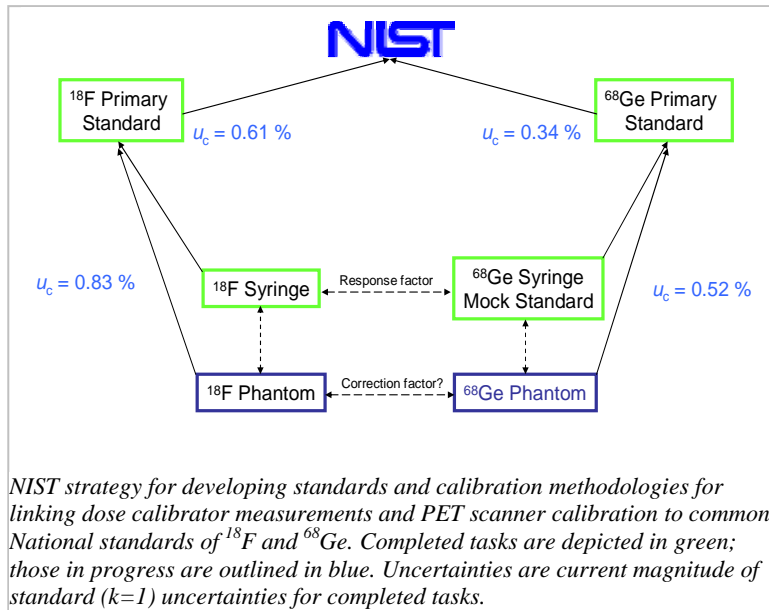 NIST
¹⁸F Primary
Standard
⁶⁸Ge Primary
Standard
u_c = 0.61 %
u_c = 0.34 %
u_c = 0.83 %
¹⁸F Syringe
Response factor
⁶⁸Ge Syringe
Mock Standard
u_c = 0.52 %
¹⁸F Phantom
Correction factor?
⁶⁸Ge Phantom
NIST strategy for developing standards and calibration methodologies for
linking dose calibrator measurements and PET scanner calibration to common
National standards of ¹⁸F and ⁶⁸Ge. Completed tasks are depicted in green;
those in progress are outlined in blue. Uncertainties are current magnitude of
standard (k=1) uncertainties for completed tasks.